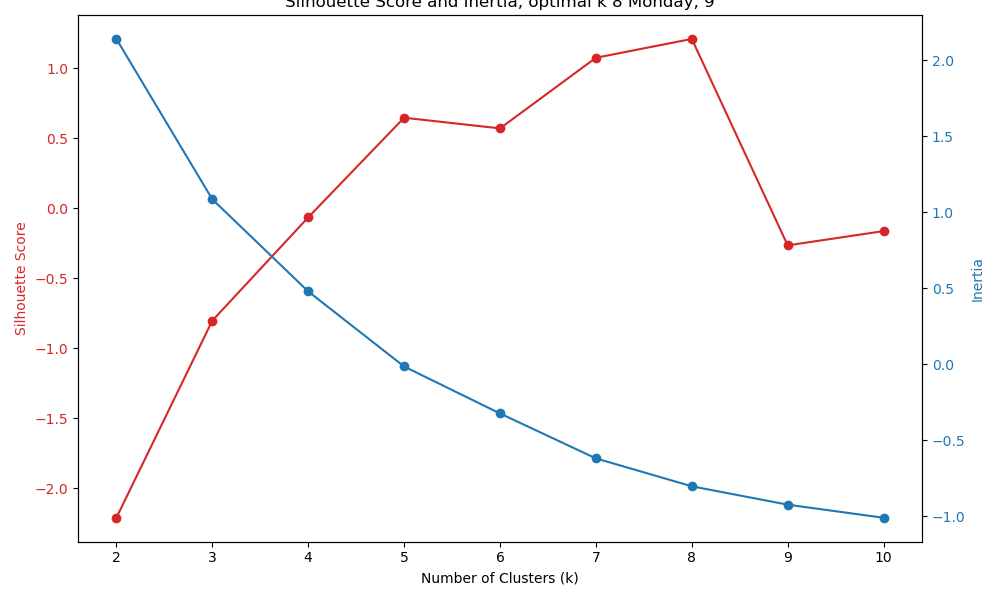 Silhouette Score and Inertia, optimal k 8 Monday, 9
1.0
0.5
0.0
−0.5
−1.0
−1.5
−2.0
Silhouette Score
2.0
1.5
1.0
0.5
0.0
−0.5
−1.0
Inertia
2 3 4 5 6 7 8 9 10
Number of Clusters (k)